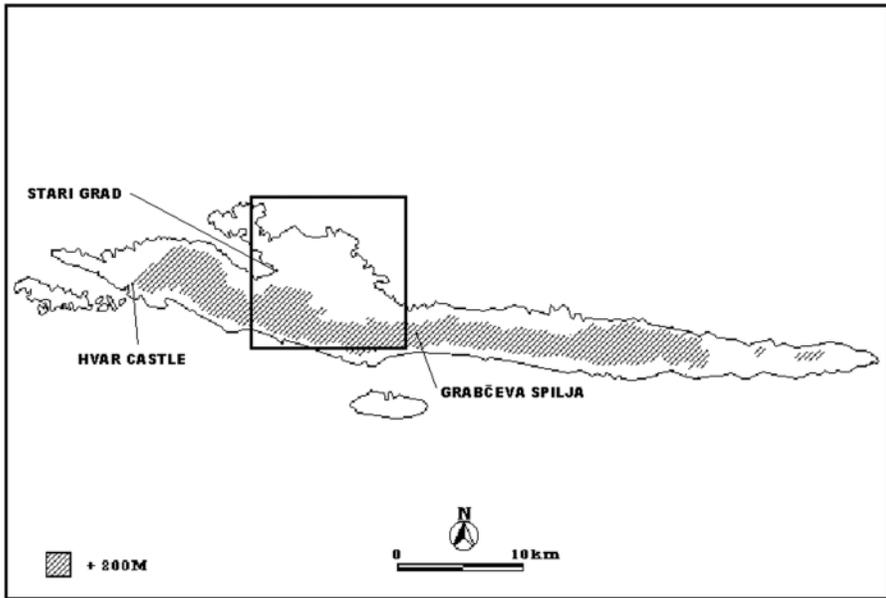 STARI GRAD
HVAR CASTLE
GRABČEVA SPILJA
N
0 10km
+ 200M